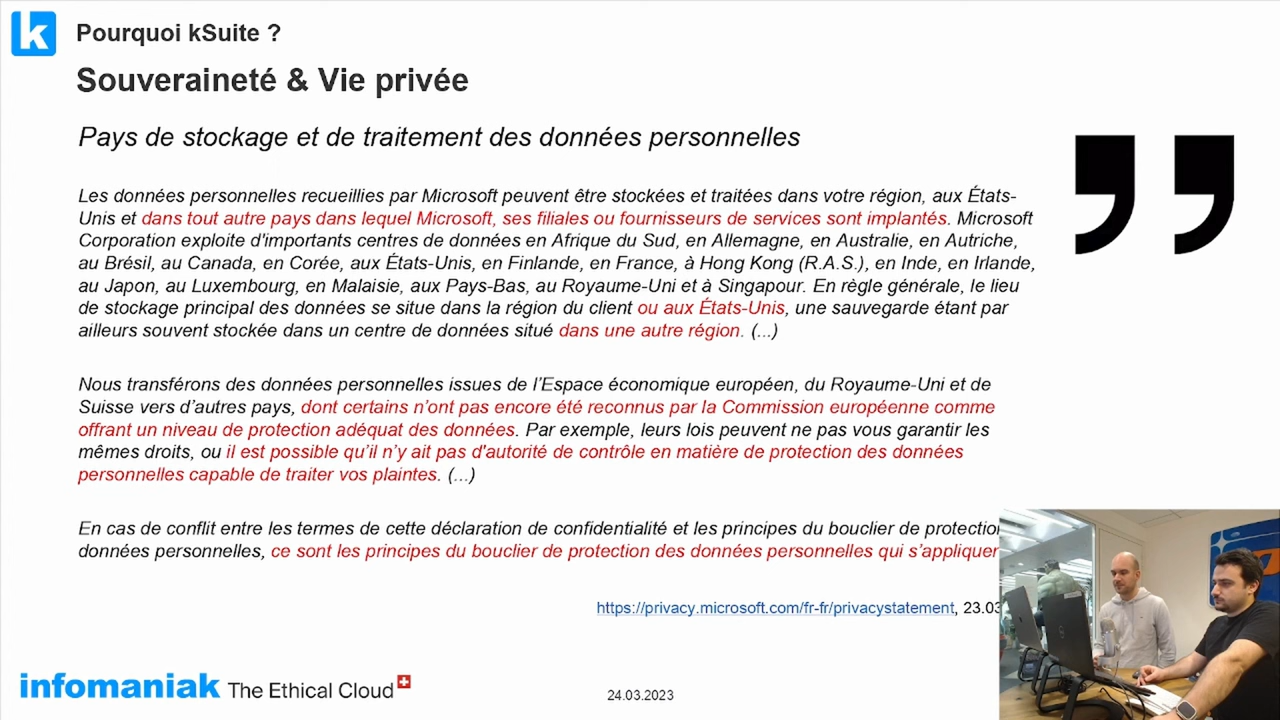 k
Pourquoi kSuite ?
Souveraineté & Vie privée
Pays de stockage et de traitement des données personnelles
Les données personnelles recueillies par Microsoft peuvent être stockées et traitées dans votre région, aux États-
Unis et dans tout autre pays dans lequel Microsoft, ses filiales ou fournisseurs de services sont implantés. Microsoft
Corporation exploite d'importants centres de données en Afrique du Sud, en Allemagne, en Australie, en Autriche,
au Brésil, au Canada, en Corée, aux États-Unis, en Finlande, en France, à Hong Kong (R.A.S.), en Inde, en Irlande,
au Japon, au Luxembourg, en Malaisie, aux Pays-Bas, au Royaume-Uni et à Singapour. En règle générale, le lieu
de stockage principal des données se situe dans la région du client ou aux États-Unis, une sauvegarde étant par
ailleurs souvent stockée dans un centre de données situé dans une autre région. (...)
Nous transférons des données personnelles issues de l’Espace économique européen, du Royaume-Uni et de
Suisse vers d’autres pays, dont certains n’ont pas encore été reconnus par la Commission européenne comme
offrant un niveau de protection adéquat des données. Par exemple, leurs lois peuvent ne pas vous garantir les
mêmes droits, ou il est possible qu’il n’y ait pas d'autorité de contrôle en matière de protection des données
personnelles capable de traiter vos plaintes. (...)
En cas de conflit entre les termes de cette déclaration de confidentialité et les principes du bouclier de protection
données personnelles, ce sont les principes du bouclier de protection des données personnelles qui s’appliquer
https://privacy.microsoft.com/fr-fr/privacystatement, 23.03
infomaniak The Ethical Cloud
24.03.2023